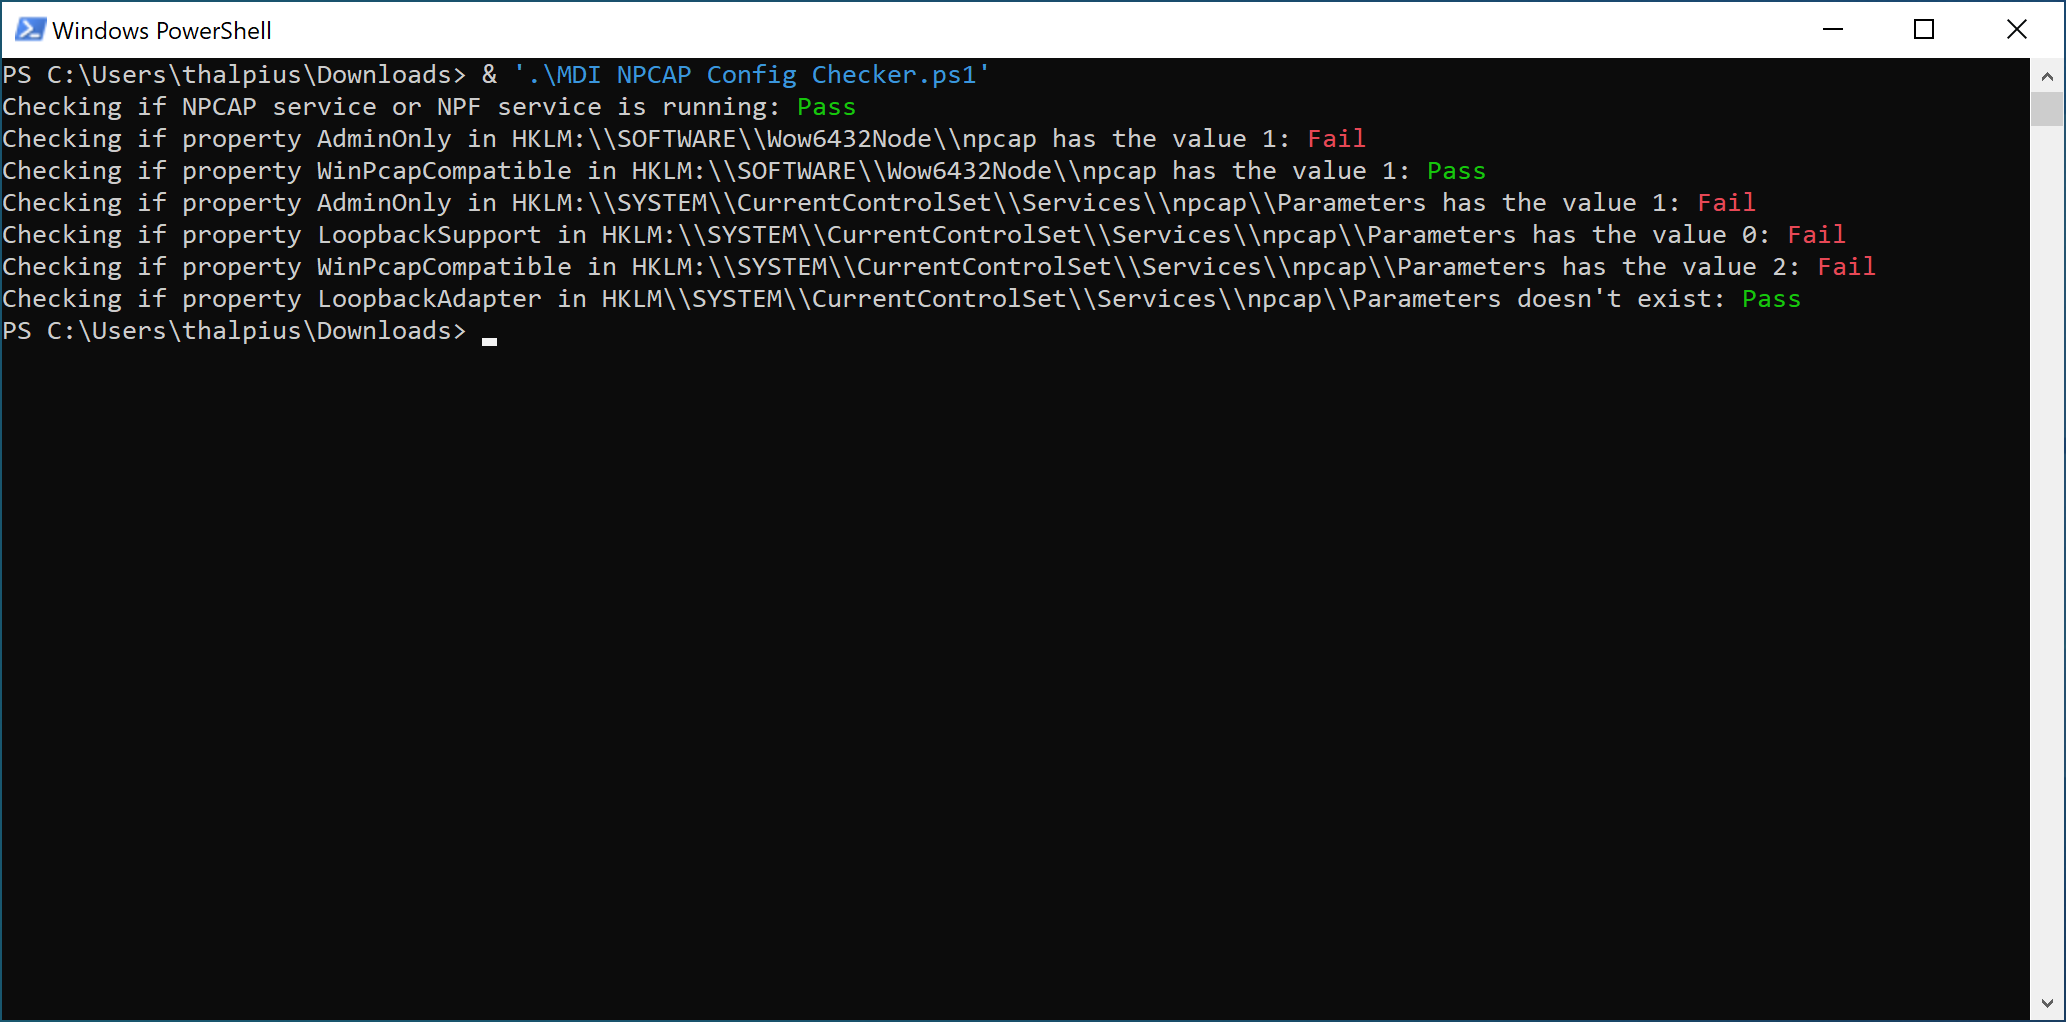 Windows PowerShell
PS C:\Users\thalpius\Downloads> & '.\MDI NPCAP Config Checker.ps1'
Checking if NPCAP service or NPF service is running: Pass
Checking if property AdminOnly in HKLM:\\SOFTWARE\\Wow6432Node\\npcap has the value 1: Fail
Checking if property WinPcapCompatible in HKLM:\\SOFTWARE\\Wow6432Node\\npcap has the value 1: Pass
Checking if property AdminOnly in HKLM:\\SYSTEM\\CurrentControlSet\\Services\\npcap\\Parameters has the value 1: Fail
Checking if property LoopbackSupport in HKLM:\\SYSTEM\\CurrentControlSet\\Services\\npcap\\Parameters has the value 0: Fail
Checking if property WinPcapCompatible in HKLM:\\SYSTEM\\CurrentControlSet\\Services\\npcap\\Parameters has the value 2: Fail
Checking if property LoopbackAdapter in HKLM\\SYSTEM\\CurrentControlSet\\Services\\npcap\\Parameters doesn't exist: Pass
PS C:\Users\thalpius\Downloads>